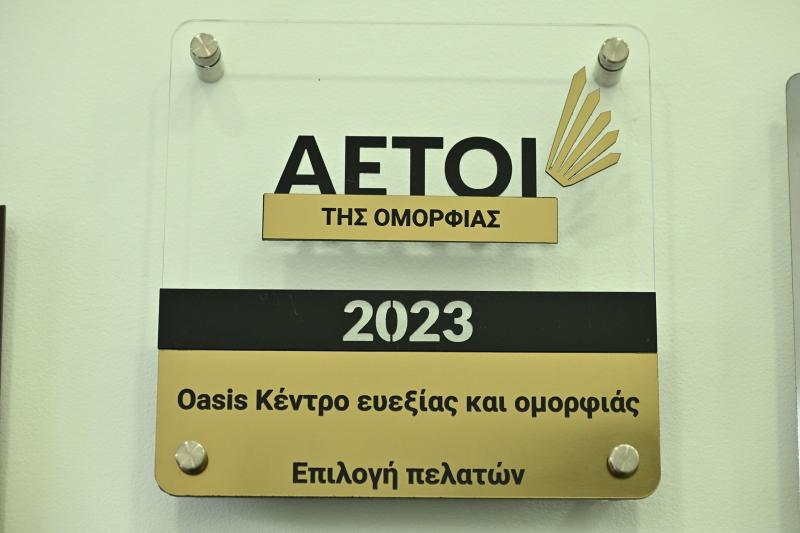 ΑΕΤΟΙ
ΤΗΣ ΟΜΟΡΦΙΑΣ
2023
Oasis Κέντρο ευεξίας και ομορφιάς
Επιλογή πελατών